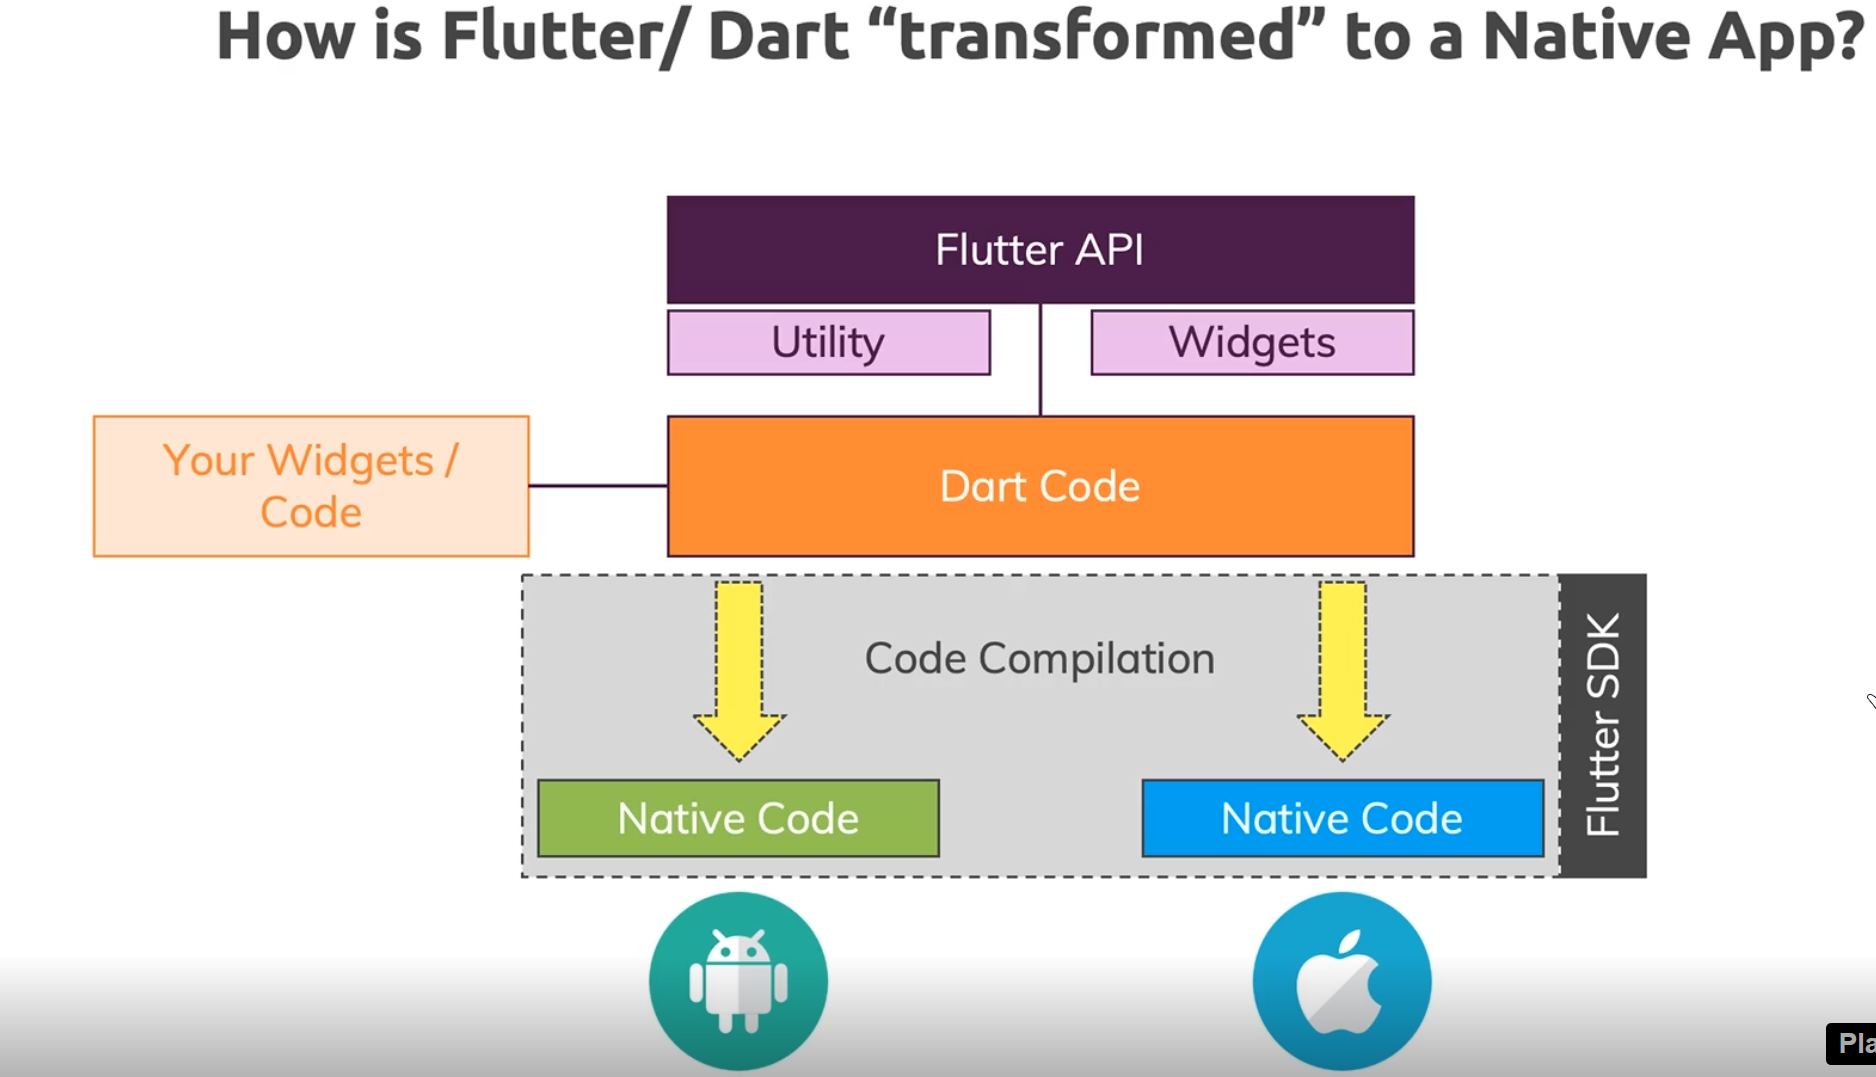 How is Flutter/ Dart “transformed” to a Native App?
Flutter API
Utility
Widgets
Your Widgets /
Code
Dart Code
Code Compilation
Flutter SDK
Native Code
Native Code